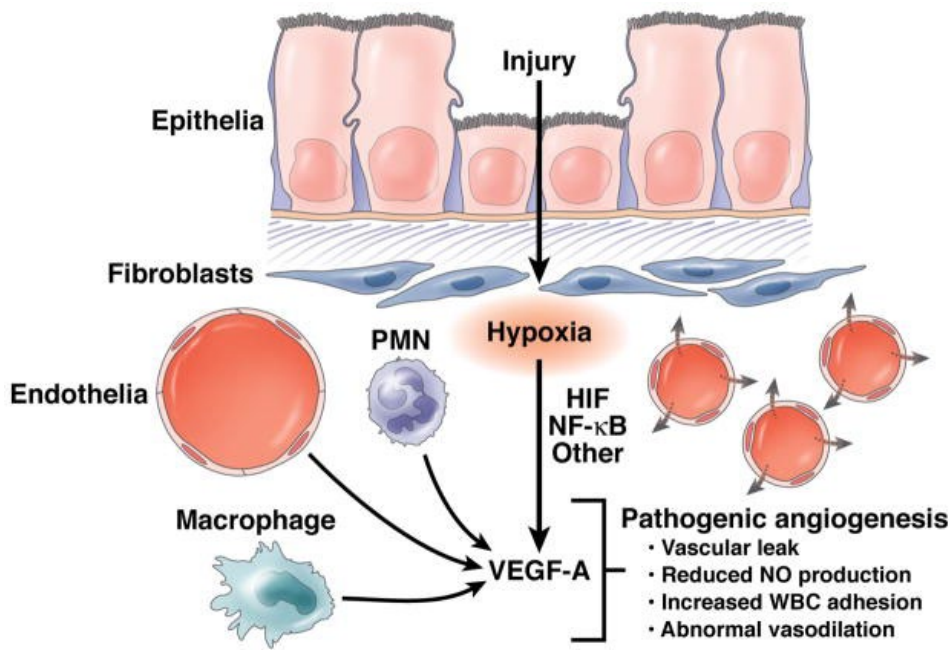 Injury
Epithelia
Fibroblasts
Hypoxia
PMN
Endothelia
HIF
NF-κB
Other
Macrophage
VEGF-A
Pathogenic angiogenesis
· Vascular leak
· Reduced NO production
· Increased WBC adhesion
· Abnormal vasodilation